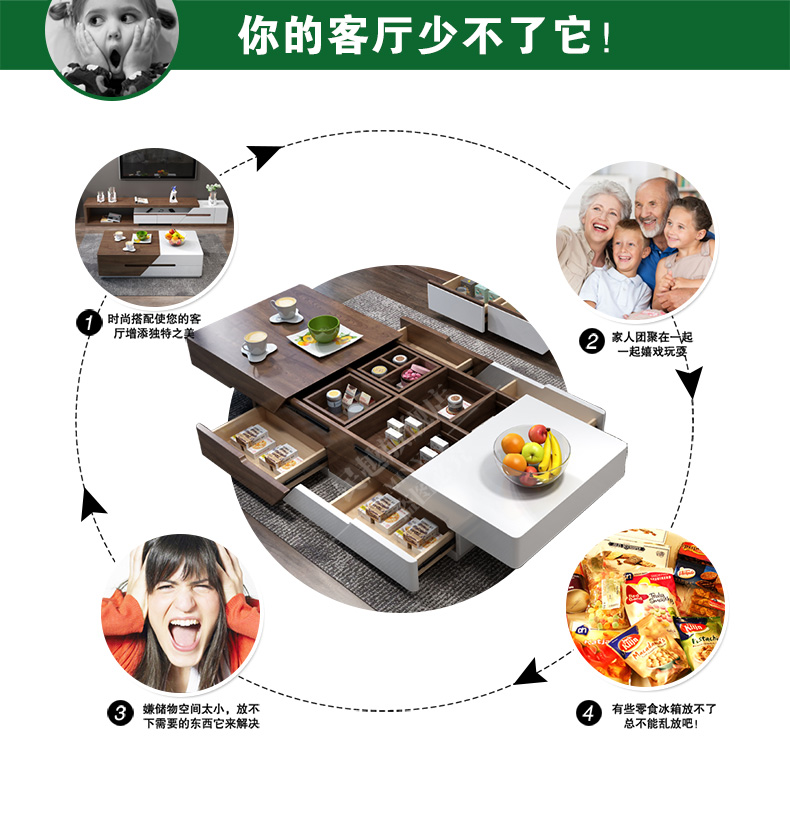 你的客厅少不了它!
1
时尚搭配使您的客
厅增添独特之美
2
家人团聚在一起
一起嬉戏玩耍
3
嫌储物空间太小，放不
下需要的东西它来解决
4
有些零食冰箱放不了
总不能乱放吧!